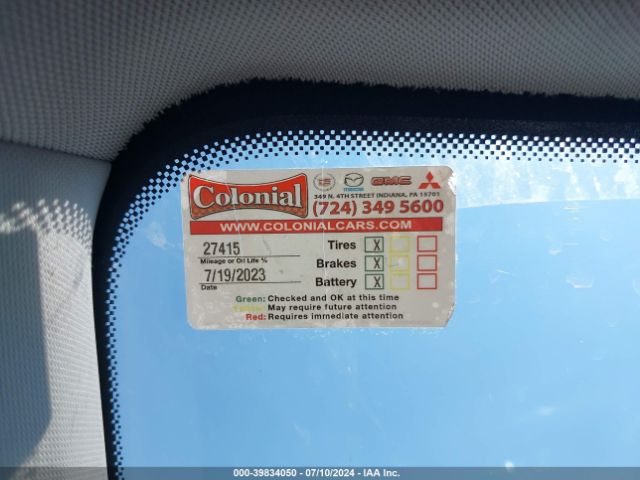 Colonial
mazda GMC
349 N. 4TH STREET INDIANA, PA 15701
(724) 349 5600
WWW.COLONIALCARS.COM
27415
Mileage or Oil Life %
7/19/2023
Date
Tires X
Brakes X
Battery X
Green: Checked and OK at this time
Yellow: May require future attention
Red: Requires immediate attention
000-39834050 / 07/10/2024 - IAA Inc.